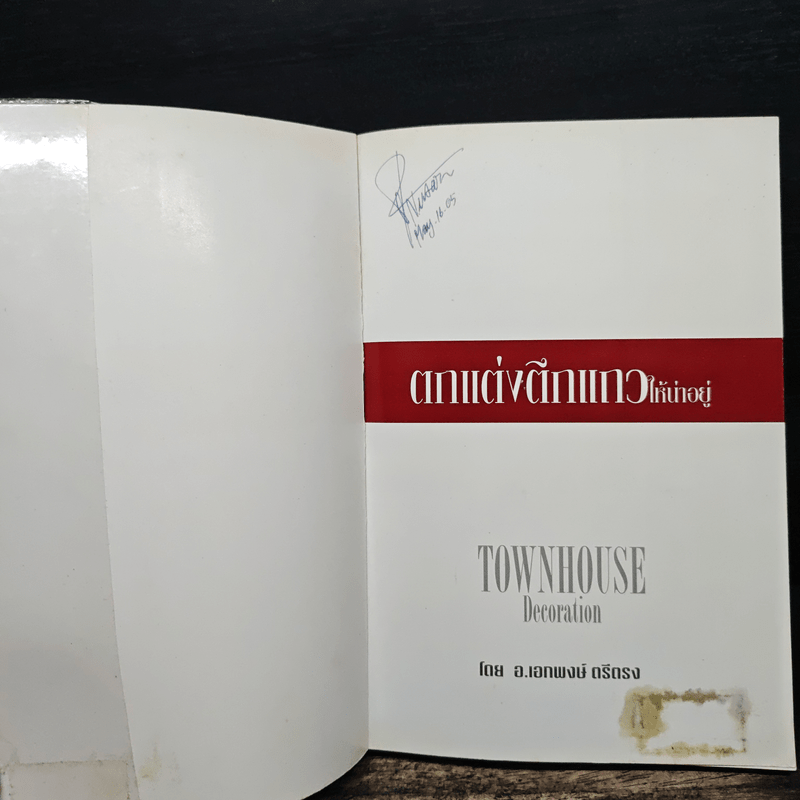 May.16.05
ตกแต่งตึกแถวให้น่าอยู่
TOWNHOUSE
Decoration
โดย อ.เอกพงษ์ ตรีตรง